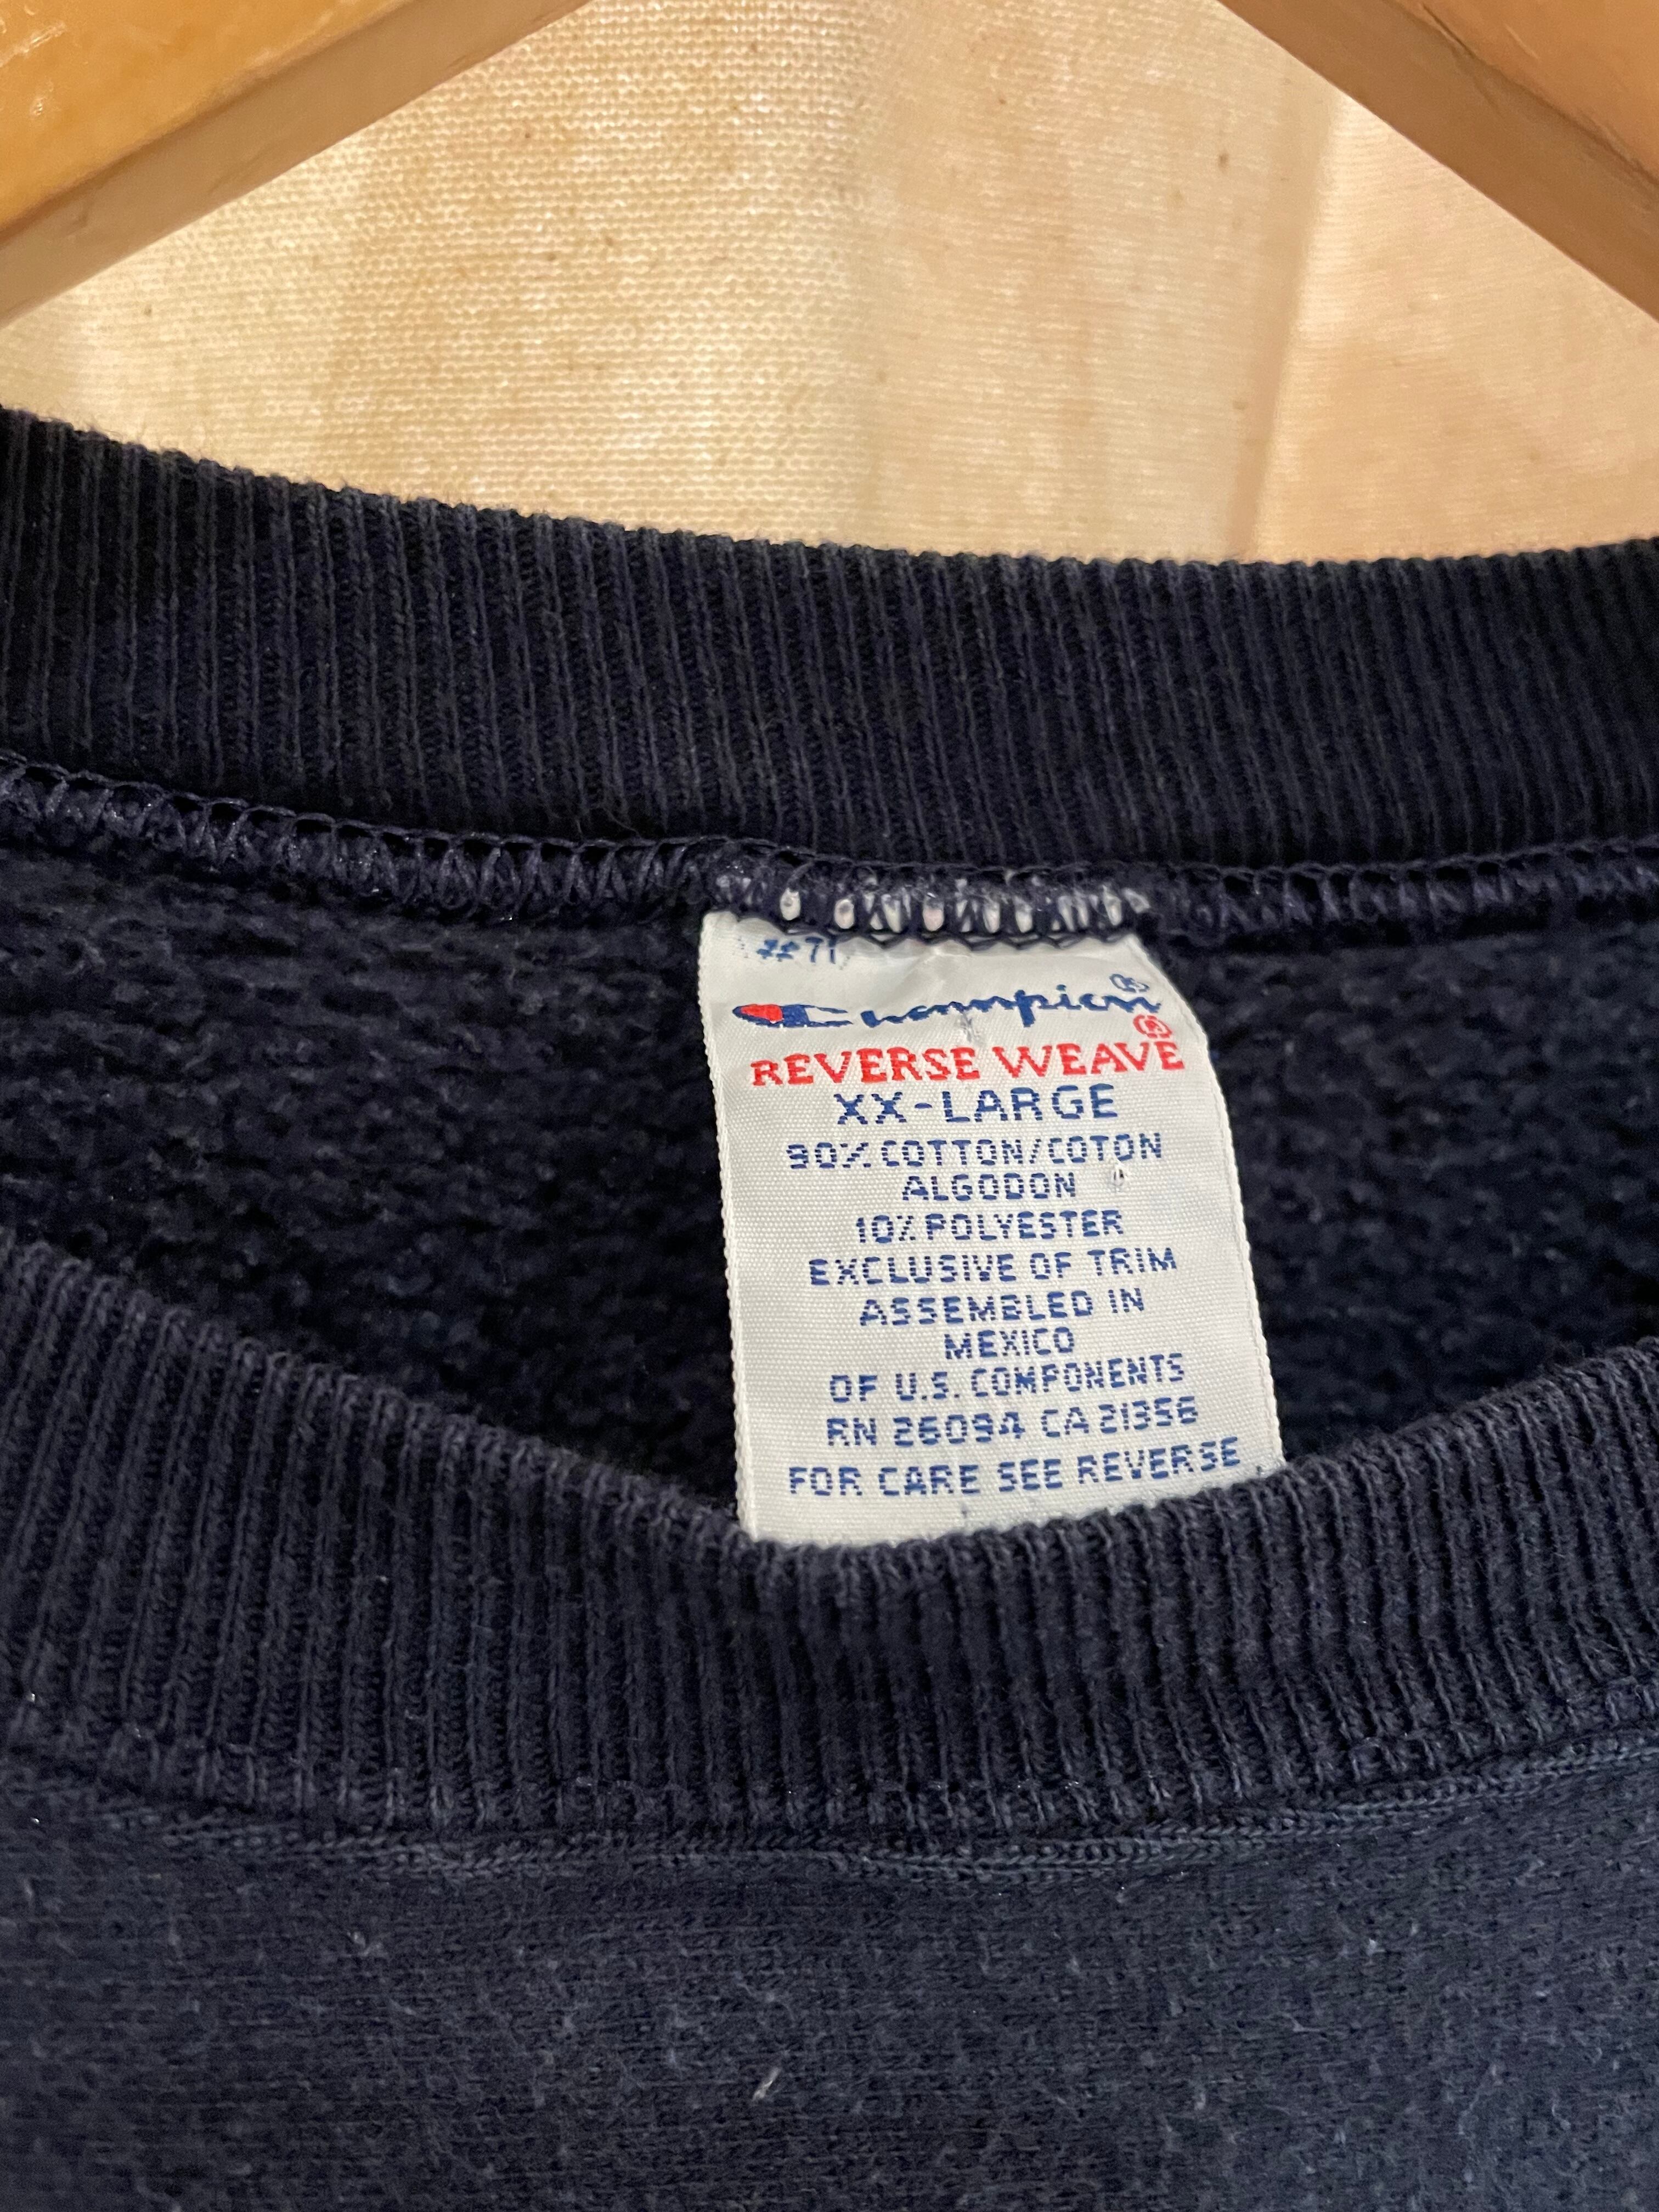 ##71
Champion®
REVERSE WEAVE®
XX-LARGE
90% COTTON/COTON
ALGODON
10% POLYESTER
EXCLUSIVE OF TRIM
ASSEMBLED IN
MEXICO
OF U.S. COMPONENTS
RN 26094 CA 21356
FOR CARE SEE REVERSE